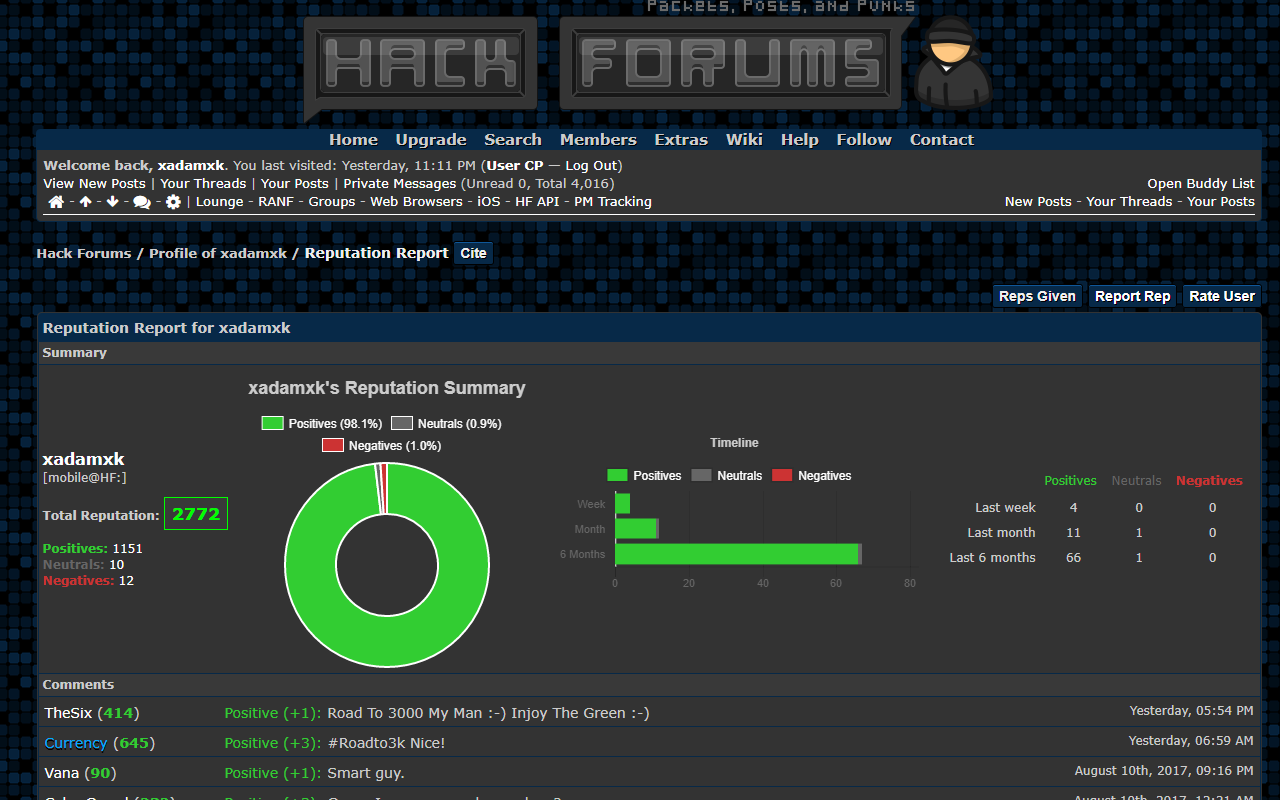 Packets, Posts, and Punks
HACK FORUMS
Home Upgrade Search Members Extras Wiki Help Follow Contact
Welcome back, xadamxk. You last visited: Yesterday, 11:11 PM (User CP — Log Out)
View New Posts | Your Threads | Your Posts | Private Messages (Unread 0, Total 4,016) Open Buddy List
- - - - | Lounge - RANF - Groups - Web Browsers - iOS - HF API - PM Tracking New Posts - Your Threads - Your Posts
Hack Forums / Profile of xadamxk / Reputation Report Cite
Reps Given Report Rep Rate User
Reputation Report for xadamxk
Summary
xadamxk's Reputation Summary
Positives (98.1%) Neutrals (0.9%)
Negatives (1.0%)
xadamxk
[mobile@HF:]
Total Reputation: 2772
Positives: 1151
Neutrals: 10
Negatives: 12
Timeline
Positives Neutrals Negatives
Week
Month
6 Months
0 20 40 60 80
Positives Neutrals Negatives
Last week 4 0 0
Last month 11 1 0
Last 6 months 66 1 0
Comments
TheSix (414) Positive (+1): Road To 3000 My Man :-) Injoy The Green :-) Yesterday, 05:54 PM
Currency (645) Positive (+3): #Roadto3k Nice! Yesterday, 06:59 AM
Vana (90) Positive (+1): Smart guy. August 10th, 2017, 09:16 PM